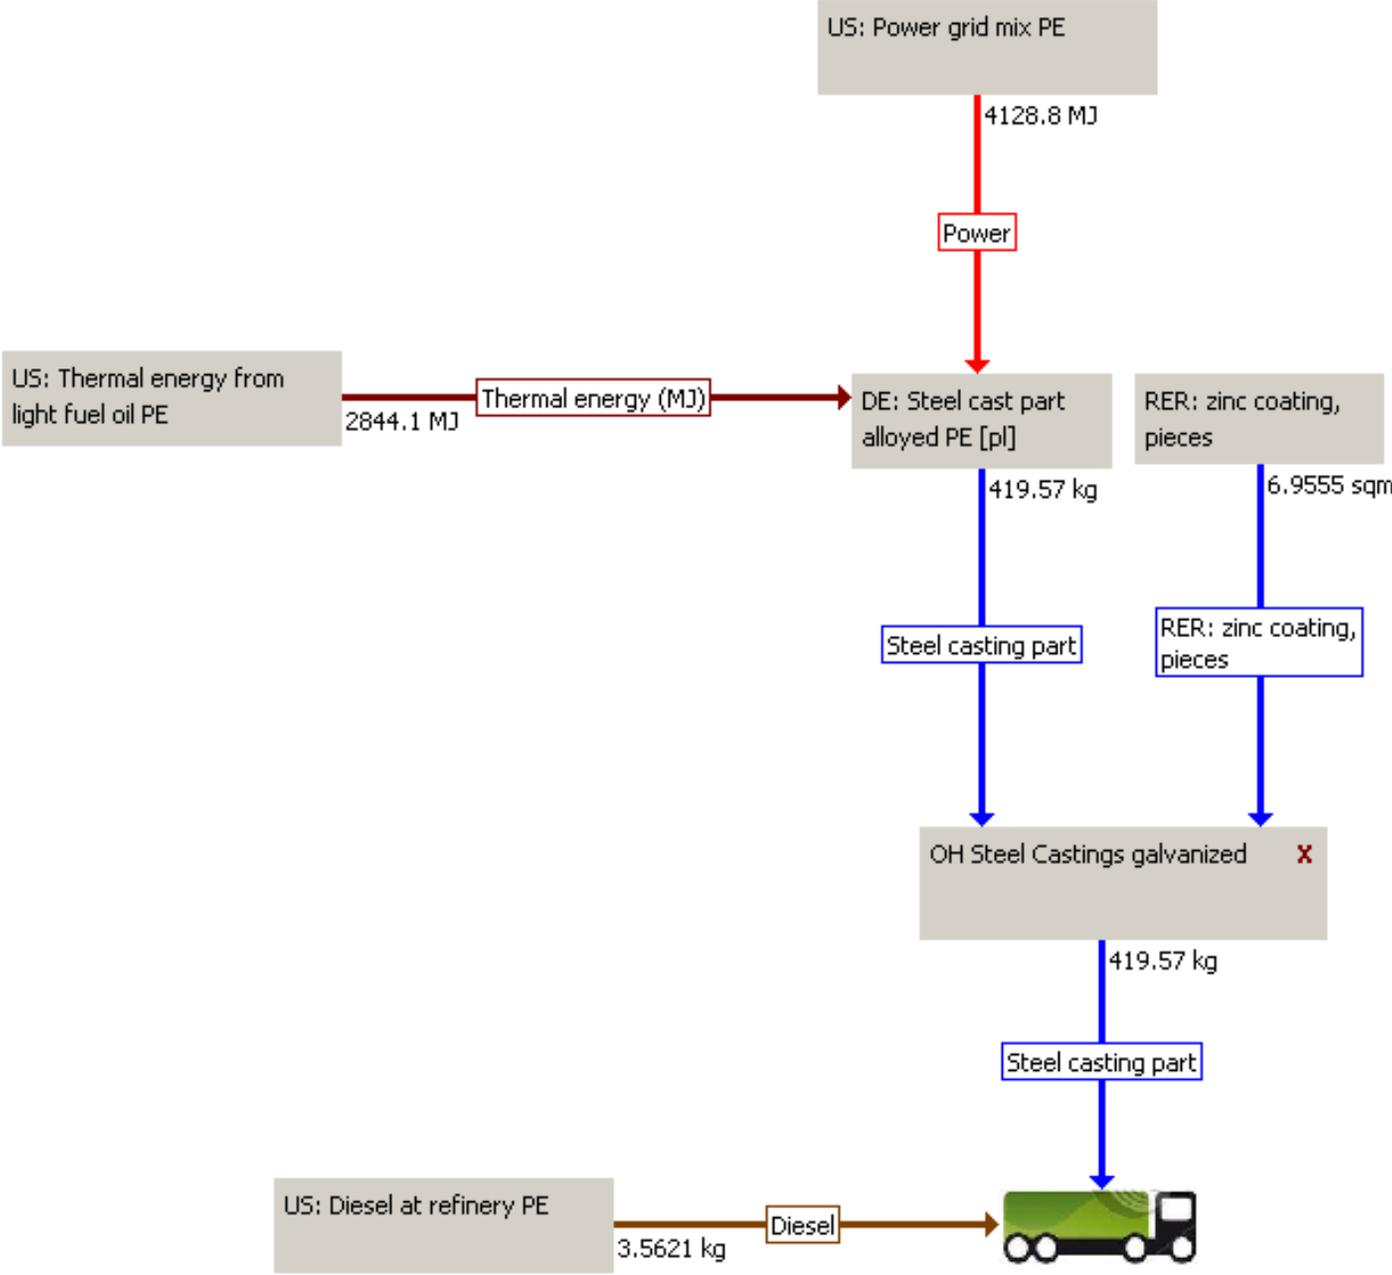 US: Power grid mix PE
4128.8 MJ
Power
US: Thermal energy from
light fuel oil PE
2844.1 MJ
Thermal energy (MJ)
DE: Steel cast part
alloyed PE [pl]
419.57 kg
RER: zinc coating,
pieces
6.9555 sqm
Steel casting part
RER: zinc coating,
pieces
OH Steel Castings galvanized X
419.57 kg
Steel casting part
US: Diesel at refinery PE
3.5621 kg
Diesel